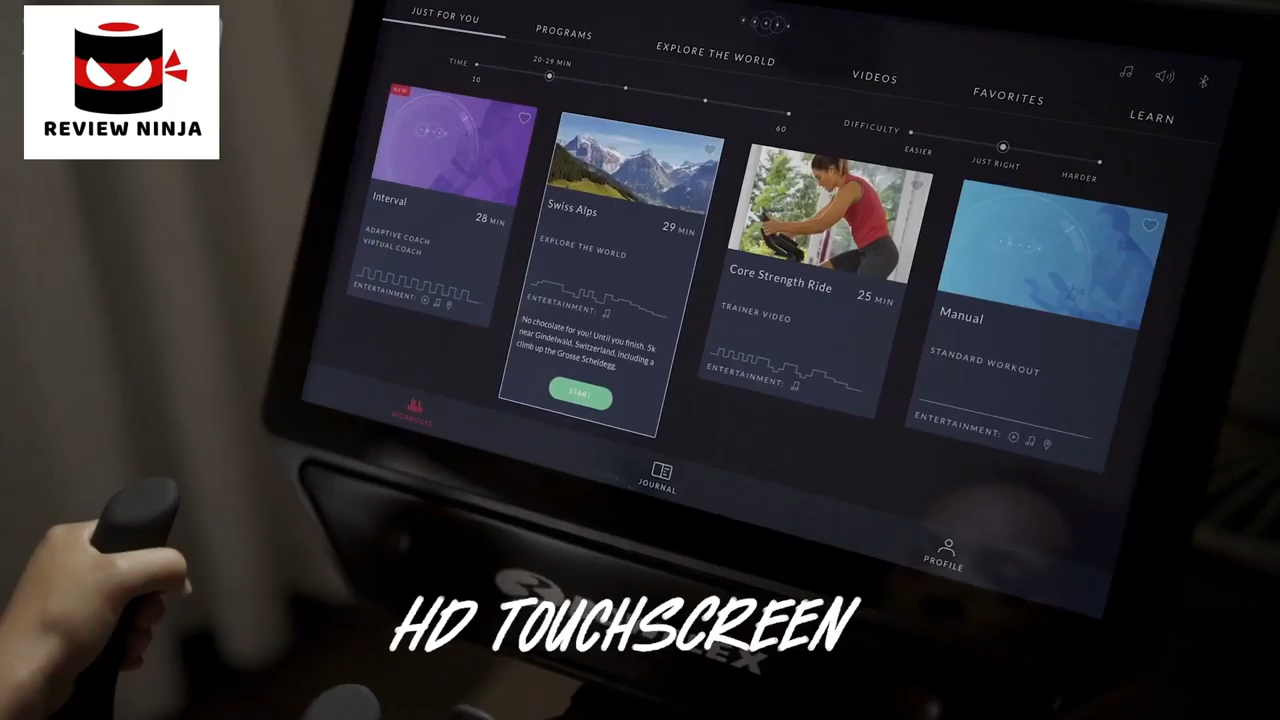 REVIEW NINJA
JUST FOR YOU
PROGRAMS
EXPLORE THE WORLD
VIDEOS
FAVORITES
LEARN
TIME
20-29 MIN
10
60
DIFFICULTY
EASIER
JUST RIGHT
HARDER
NEW
Interval
28 MIN
ADAPTIVE COACH
VIRTUAL COACH
ENTERTAINMENT:
Swiss Alps
29 MIN
EXPLORE THE WORLD
ENTERTAINMENT:
No chocolate for you! Until you finish. 5k
near Gindelwald, Switzerland, including a
climb up the Grosse Scheidegg.
START
Core Strength Ride
25 MIN
TRAINER VIDEO
ENTERTAINMENT:
Manual
STANDARD WORKOUT
ENTERTAINMENT:
WORKOUTS
JOURNAL
PROFILE
HD TOUCHSCREEN